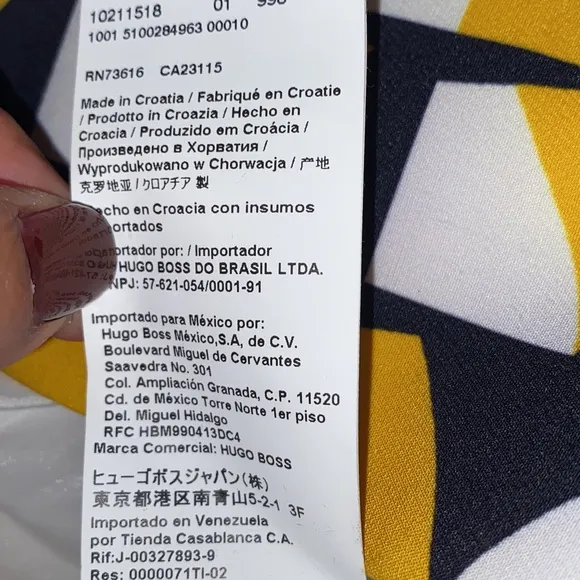 10211518 01 998
1001 5100284963 00010
RN73616 CA23115
Made in Croatia / Fabriqué en Croatie
/ Prodotto in Croazia / Hecho en
Croacia / Produzido em Croácia /
Произведено в Хорватия /
Wyprodukowano w Chorwacja / 产地
克罗地亚 / クロアチア 製
echo en Croacia con insumos
portados
portador por: / Importador
HUGO BOSS DO BRASIL LTDA.
NPJ: 57-621-054/0001-91
Importado para México por:
Hugo Boss México,S,A, de C.V.
Boulevard Miguel de Cervantes
Saavedra No. 301
Col. Ampliación Granada, C.P. 11520
Cd. de México Torre Norte 1er piso
Del. Miguel Hidalgo
RFC HBM990413DC4
Marca Comercial: HUGO BOSS
ヒューゴボスジャパン(株)
東京都港区南青山5-2-1 3F
Importado en Venezuela
por Tienda Casablanca C.A.
Rif:J-00327893-9
Res: 0000071TI-02